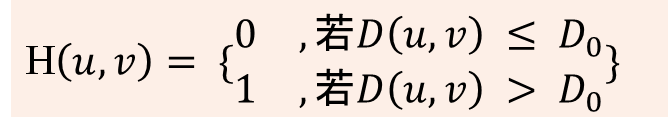 H(u, v) = { 0 , 若D(u, v) ≤ D₀
1 , 若D(u, v) > D₀ }